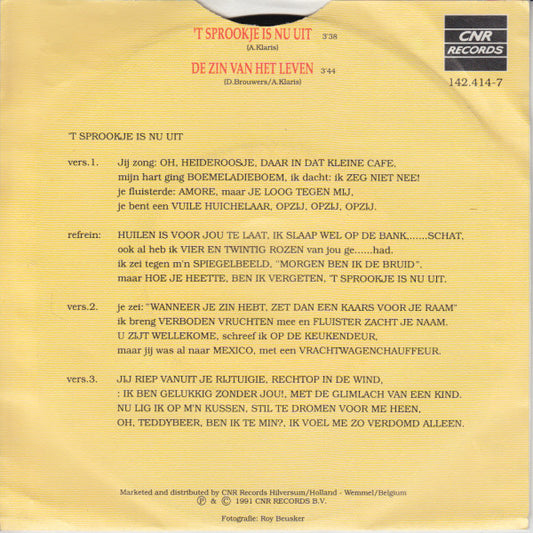 'T SPROOKJE IS NU UIT 3'38
(A.Klaris)
DE ZIN VAN HET LEVEN 3'44
(D.Brouwers/A.Klaris)
CNR
RECORDS
142.414-7
'T SPROOKJE IS NU UIT
vers.1. Jij zong: OH, HEIDEROOSJE, DAAR IN DAT KLEINE CAFE,
mijn hart ging BOEMELADIEBOEM, ik dacht: ik ZEG NIET NEE!
je fluisterde: AMORE, maar JE LOOG TEGEN MIJ,
je bent een VUILE HUICHELAAR, OPZIJ, OPZIJ, OPZIJ.
refrein: HUILEN IS VOOR JOU TE LAAT, IK SLAAP WEL OP DE BANK,......SCHAT,
ook al heb ik VIER EN TWINTIG ROZEN van jou ge......had.
ik zei tegen m'n SPIEGELBEELD, "MORGEN BEN IK DE BRUID".
maar HOE JE HEETTE, BEN IK VERGETEN, 'T SPROOKJE IS NU UIT.
vers.2. je zei: "WANNEER JE ZIN HEBT, ZET DAN EEN KAARS VOOR JE RAAM"
ik breng VERBODEN VRUCHTEN mee en FLUISTER ZACHT JE NAAM.
U ZIJT WELLEKOME, schreef ik OP DE KEUKENDEUR,
maar jij was al naar MEXICO, met een VRACHTWAGENCHAUFFEUR.
vers.3. JIJ RIEP VANUIT JE RIJTUIGIE, RECHTOP IN DE WIND,
: IK BEN GELUKKIG ZONDER JOU!, MET DE GLIMLACH VAN EEN KIND.
NU LIG IK OP M'N KUSSEN, STIL TE DROMEN VOOR ME HEEN,
OH, TEDDYBEER, BEN IK TE MIN?, IK VOEL ME ZO VERDOMD ALLEEN.
Marketed and distributed by CNR Records Hilversum/Holland - Wemmel/Belgium
Ⓟ & © 1991 CNR RECORDS B.V.
Fotografie: Roy Beusker